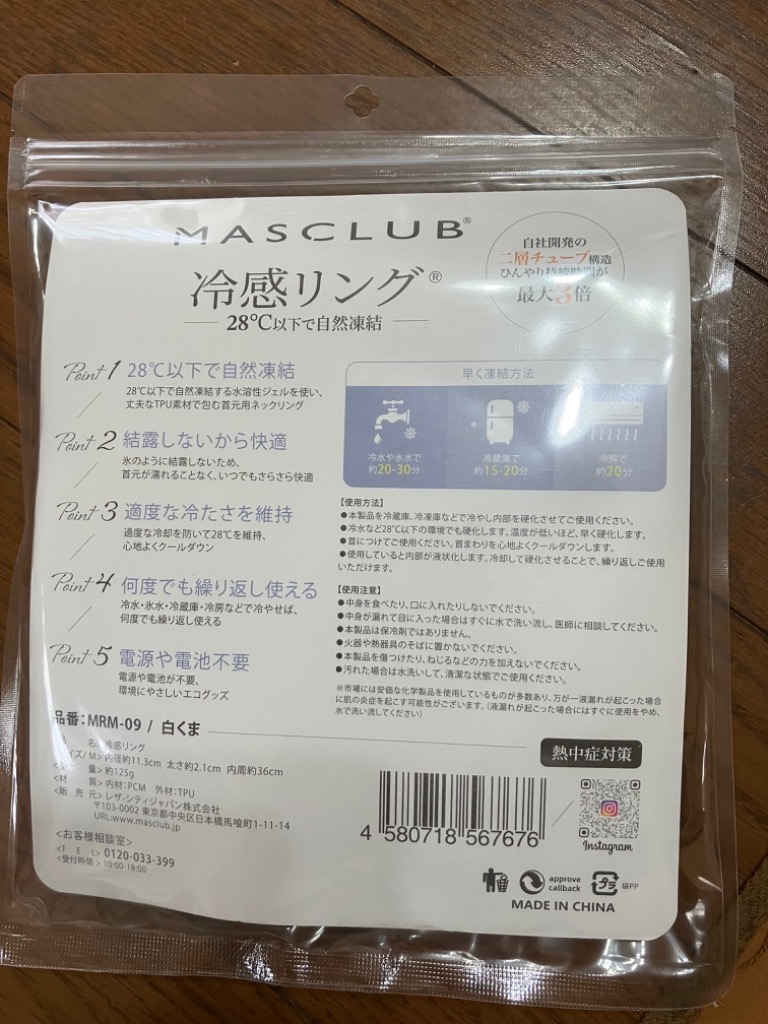 MASCLUB®
冷感リング®
28℃以下で自然凍結
自社開発の
二層チューブ構造
ひんやり持続時間が
最大3倍
Point 1 28℃以下で自然凍結
28℃以下で自然凍結する水溶性ジェルを使い、
丈夫なTPU素材で包む首元用ネックリング
Point 2 結露しないから快適
氷のように結露しないため、
首元が濡れることなく、いつでもさらさら快適
Point 3 適度な冷たさを維持
過度な冷却を防いで28℃を維持、
心地よくクールダウン
Point 4 何度でも繰り返し使える
冷水・氷水・冷蔵庫・冷房などで冷やせば、
何度でも繰り返し使える
Point 5 電源や電池不要
電源や電池が不要、
環境にやさしいエコグッズ
早く凍結方法
冷水や氷水で
約20-30分
冷蔵庫で
約15-20分
冷房で
約20分
【使用方法】
●本製品を冷蔵庫、冷凍庫などで冷やし内部を硬化させてご使用ください。
●冷水など28℃以下の環境でも硬化します。温度が低いほど、早く硬化します。
●首につけてご使用ください。首まわりを心地よくクールダウンします。
●使用していると内部が液状化します。冷却して硬化させることで、繰り返しご使用
いただけます。
【使用注意】
●中身を食べたり、口に入れたりしないでください。
●中身が漏れて目に入った場合はすぐに水で洗い流し、医師に相談してください。
●本製品は保冷剤ではありません。
●火器や熱器具のそばに置かないでください。
●本製品を傷つけたり、ねじるなどの力を加えないでください。
●汚れた場合は水洗いして、清潔な状態でご使用ください。
※市場には安価な化学製品を使用しているものが多数あり、万が一液漏れが起こった場合
に肌の炎症を起こす可能性がございます。(液漏れが起こった場合にはすぐに使用をやめ、
水で洗い流してください)
品番:MRM-09 / 白くま
名>冷感リング
イズ/ M> 内径約11.3cm 太さ約2.1cm 内周約36cm
量> 約125g
<材 質> 内材:PCM 外材:TPU
<販 売 元> レザ・シティジャパン株式会社
〒103-0002 東京都中央区日本橋馬喰町1-11-14
URL:www.masclub.jp
<お客様相談室>
<T E L> 0120-033-399
<受付時間> 10:00-18:00
熱中症対策
4 580718 567676
Instagram
approve
callback
プラ
袋PP
MADE IN CHINA